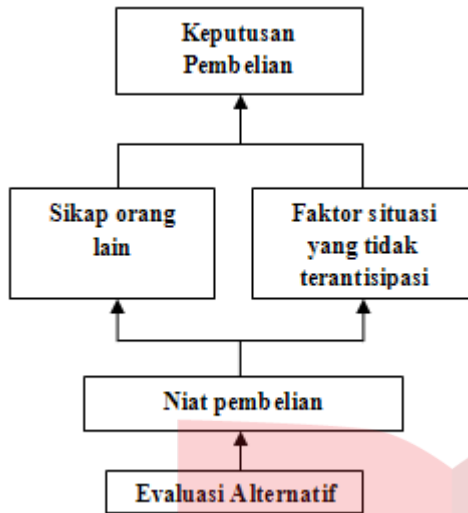 Keputusan
Pembelian
Sikap orang
lain
Faktor situasi
yang tidak
terantisipasi
Niat pembelian
Evaluasi Alternatif